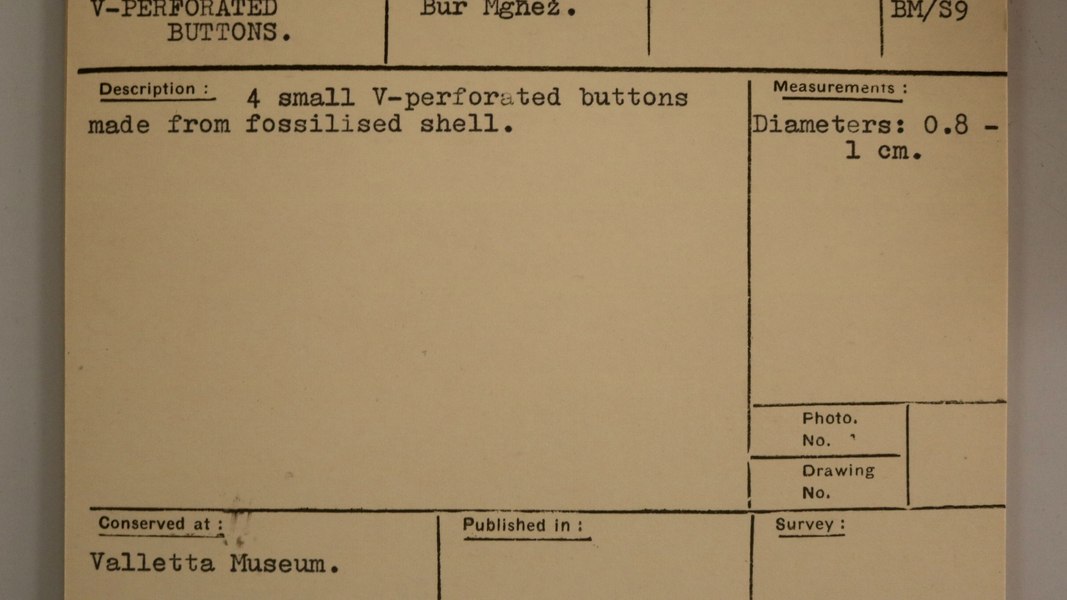 V-PERFORATED
BUTTONS.
Bur Mgħeż.
BM/S9
Description :
4 small V-perforated buttons
made from fossilised shell.
Measurements :
Diameters: 0.8 -
1 cm.
Photo.
No.
Drawing
No.
Conserved at :
Valletta Museum.
Published in :
Survey :